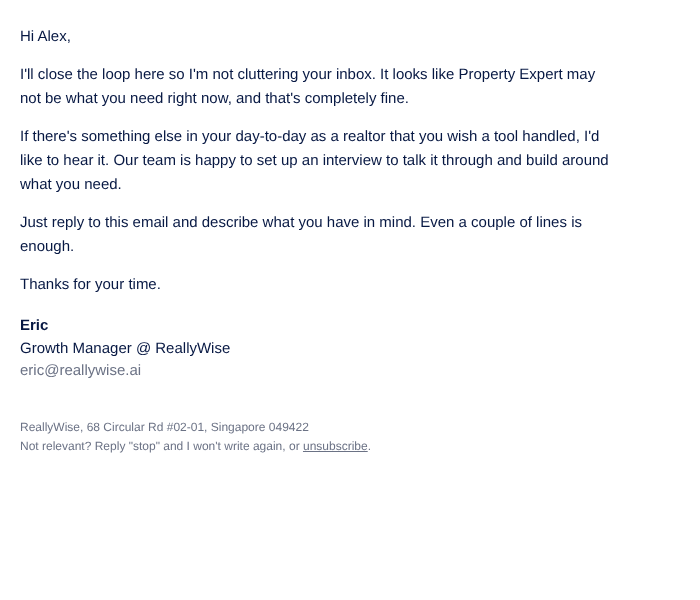 Hi Alex,
I'll close the loop here so I'm not cluttering your inbox. It looks like Property Expert may
not be what you need right now, and that's completely fine.
If there's something else in your day-to-day as a realtor that you wish a tool handled, I'd
like to hear it. Our team is happy to set up an interview to talk it through and build around
what you need.
Just reply to this email and describe what you have in mind. Even a couple of lines is
enough.
Thanks for your time.
Eric
Growth Manager @ ReallyWise
eric@reallywise.ai
ReallyWise, 68 Circular Rd #02-01, Singapore 049422
Not relevant? Reply "stop" and I won't write again, or unsubscribe.